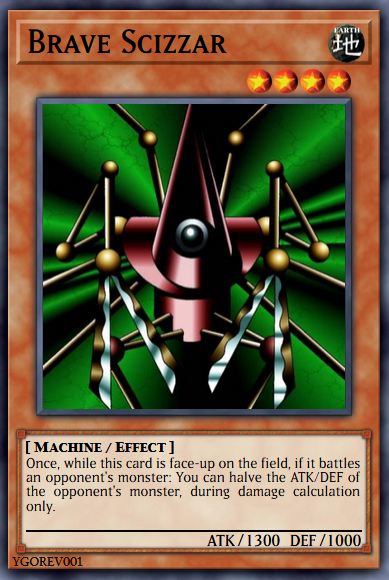 BRAVE SCIZZAR
EARTH
地
[ MACHINE / EFFECT ]
Once, while this card is face-up on the field, if it battles
an opponent's monster: You can halve the ATK/DEF of
the opponent's monster, during damage calculation
only.
ATK/1300 DEF/1000
YGOREV001